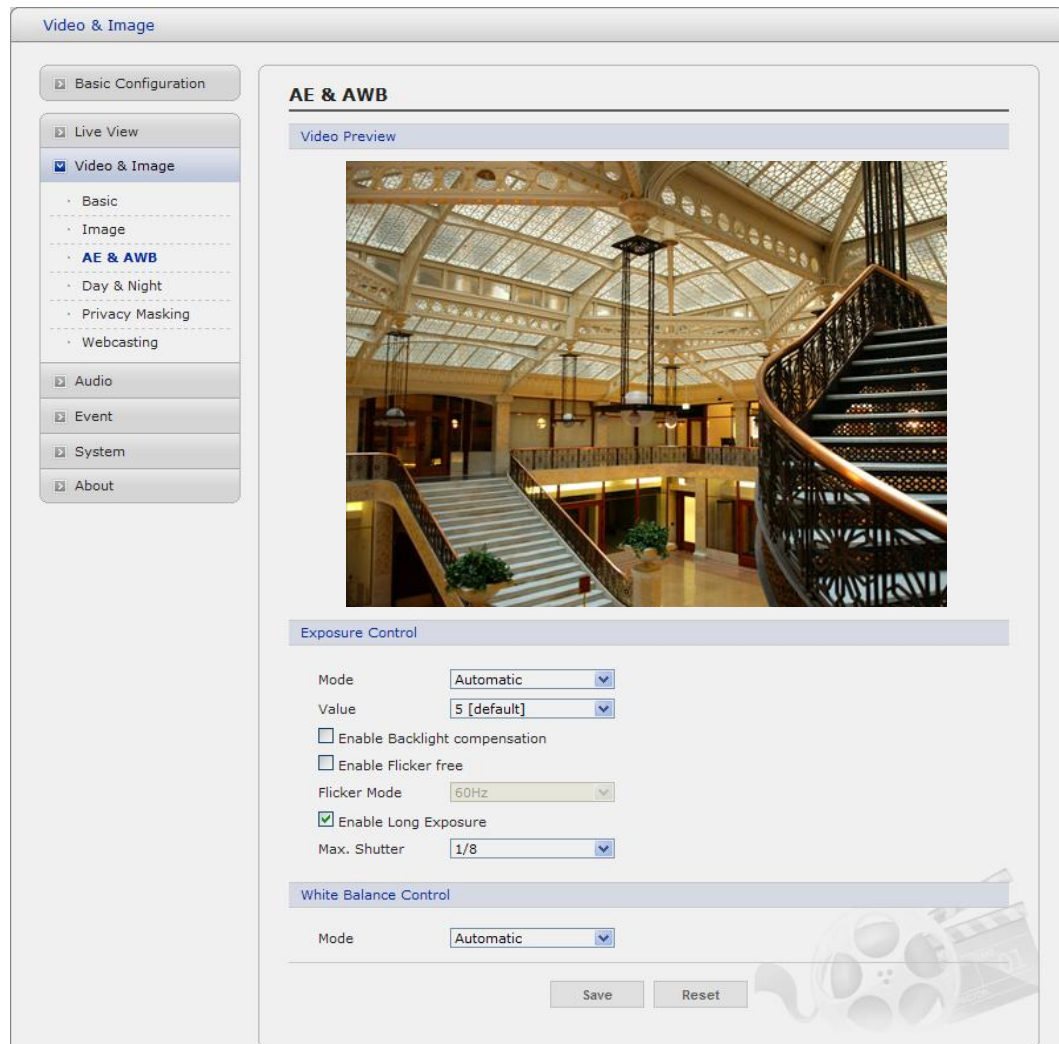 Video & Image
Basic Configuration
Live View
Video & Image
Basic
Image
AE & AWB
Day & Night
Privacy Masking
Webcasting
Audio
Event
System
About
AE & AWB
Video Preview
Exposure Control
Mode Automatic
Value 5 [default]
Enable Backlight compensation
Enable Flicker free
Flicker Mode 60Hz
Enable Long Exposure
Max. Shutter 1/8
White Balance Control
Mode Automatic
Save Reset
01